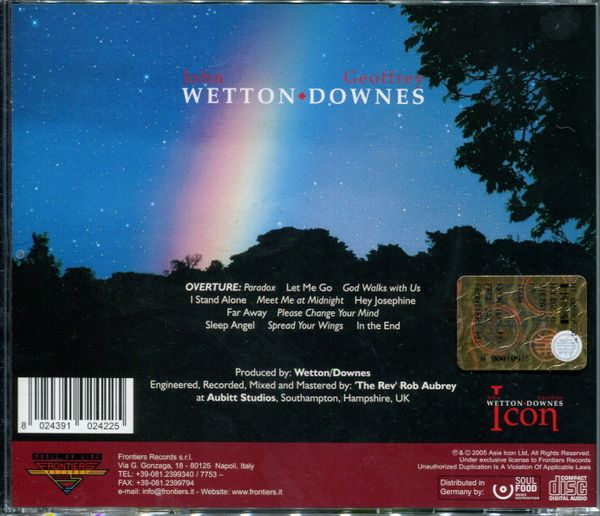 John Geoffrey
WETTON♦DOWNES
OVERTURE: Paradox Let Me Go God Walks with Us
I Stand Alone Meet Me at Midnight Hey Josephine
Far Away Please Change Your Mind
Sleep Angel Spread Your Wings In the End
Produced by: Wetton/Downes
Engineered, Recorded, Mixed and Mastered by: 'The Rev' Rob Aubrey
at Aubitt Studios, Southampton, Hampshire, UK
N 00010915
John Geoffrey
WETTON♦DOWNES
Icon
8 024391 024225
FRONTIERS
RECORDS
Frontiers Records s.r.l.
Via G. Gonzaga, 18 - 80125 Napoli, Italy
TEL: +39-081.2399340 / 7753 –
FAX: +39-081.2399794
e-mail: info@frontiers.it - Website: www.frontiers.it
℗ & © 2005 Asia Icon Ltd, All Rights Reserved.
Under exclusive license to Frontiers Records
Unauthorized Duplication Is A Violation Of Applicable Laws
Distributed in
Germany by:
SOUL
FOOD
COMPACT
disc
DIGITAL AUDIO